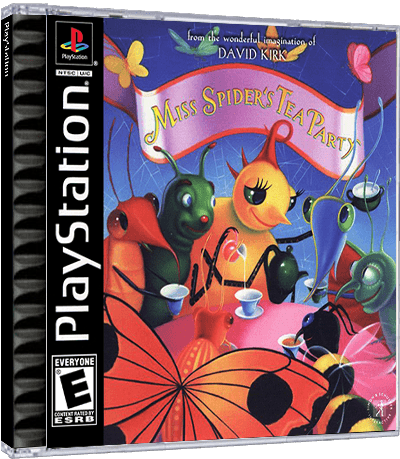 PlayStation
NTSC U/C
PlayStation
from the wonderful imagination of
DAVID KIRK
MISS SPIDER'S TEA PARTY
EVERYONE
E
CONTENT RATED BY
ESRB